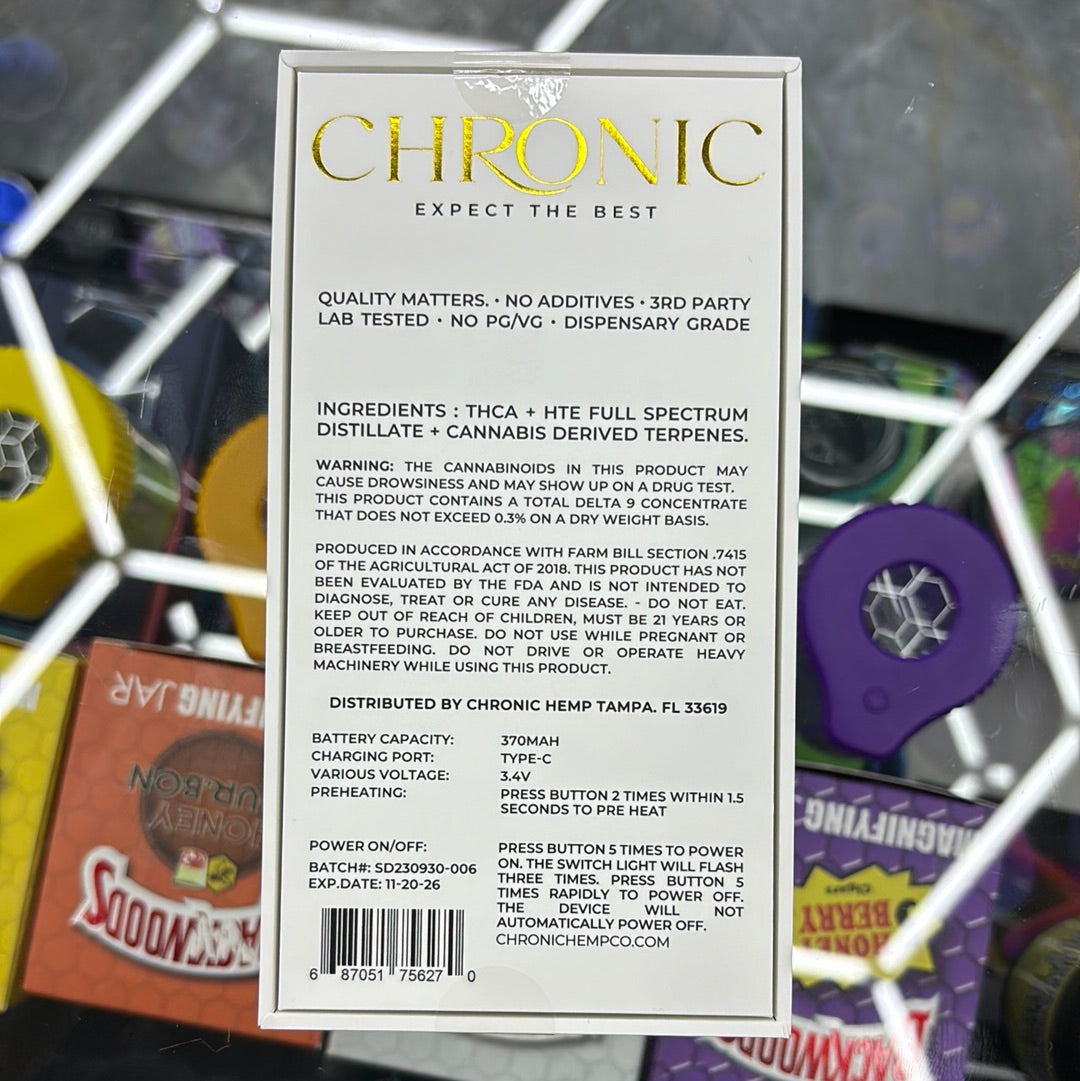 CHRONIC
EXPECT THE BEST
QUALITY MATTERS. • NO ADDITIVES • 3RD PARTY
LAB TESTED • NO PG/VG • DISPENSARY GRADE
INGREDIENTS : THCA + HTE FULL SPECTRUM
DISTILLATE + CANNABIS DERIVED TERPENES.
WARNING: THE CANNABINOIDS IN THIS PRODUCT MAY
CAUSE DROWSINESS AND MAY SHOW UP ON A DRUG TEST.
THIS PRODUCT CONTAINS A TOTAL DELTA 9 CONCENTRATE
THAT DOES NOT EXCEED 0.3% ON A DRY WEIGHT BASIS.
PRODUCED IN ACCORDANCE WITH FARM BILL SECTION .7415
OF THE AGRICULTURAL ACT OF 2018. THIS PRODUCT HAS NOT
BEEN EVALUATED BY THE FDA AND IS NOT INTENDED TO
DIAGNOSE, TREAT OR CURE ANY DISEASE. - DO NOT EAT.
KEEP OUT OF REACH OF CHILDREN, MUST BE 21 YEARS OR
OLDER TO PURCHASE. DO NOT USE WHILE PREGNANT OR
BREASTFEEDING. DO NOT DRIVE OR OPERATE HEAVY
MACHINERY WHILE USING THIS PRODUCT.
DISTRIBUTED BY CHRONIC HEMP TAMPA. FL 33619
BATTERY CAPACITY: 370MAH
CHARGING PORT: TYPE-C
VARIOUS VOLTAGE: 3.4V
PREHEATING: PRESS BUTTON 2 TIMES WITHIN 1.5
SECONDS TO PRE HEAT
POWER ON/OFF: PRESS BUTTON 5 TIMES TO POWER
ON. THE SWITCH LIGHT WILL FLASH
THREE TIMES. PRESS BUTTON 5
TIMES RAPIDLY TO POWER OFF.
THE DEVICE WILL NOT
AUTOMATICALLY POWER OFF.
CHRONICHEMPCO.COM
BATCH#: SD230930-006
EXP.DATE: 11-20-26
6 87051 75627 0
JAR
HONEY
BACKWOODS
MAGNIFYING
HONEY
BERRY
BACKWOODS